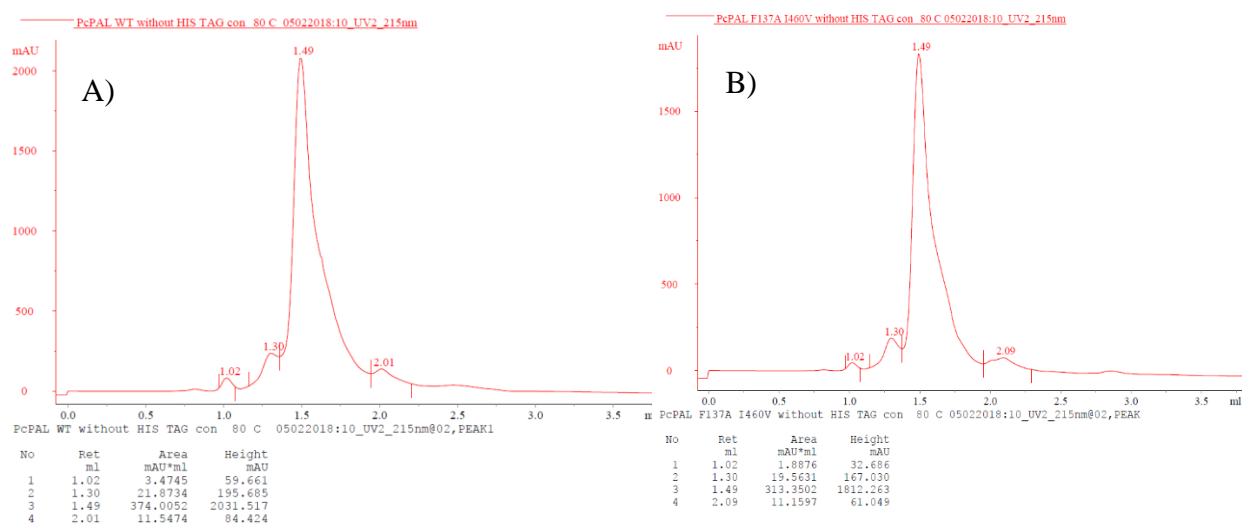 PcPAL WT without HIS TAG con 80 C 05022018:10_UV2_215nm
mAU
A)
2000
1500
1000
500
0
1.02
1.30
1.49
2.01
0.0 0.5 1.0 1.5 2.0 2.5 3.0 3.5 m
PcPAL WT without HIS TAG con 80 C 05022018:10_UV2_215nm@02,PEAK1
No Ret Area Height
ml mAU*ml mAU
1 1.02 3.4745 59.661
2 1.30 21.8734 195.685
3 1.49 374.0052 2031.517
4 2.01 11.5474 84.424
PcPAL F137A I460V without HIS TAG con 80 C 05022018:10_UV2_215nm
mAU
B)
1500
1000
500
0
1.02
1.30
1.49
2.09
0.0 0.5 1.0 1.5 2.0 2.5 3.0 3.5 ml
PcPAL F137A I460V without HIS TAG con 80 C 05022018:10_UV2_215nm@02,PEAK
No Ret Area Height
ml mAU*ml mAU
1 1.02 1.8876 32.686
2 1.30 19.5631 167.030
3 1.49 313.3502 1812.263
4 2.09 11.1597 61.049